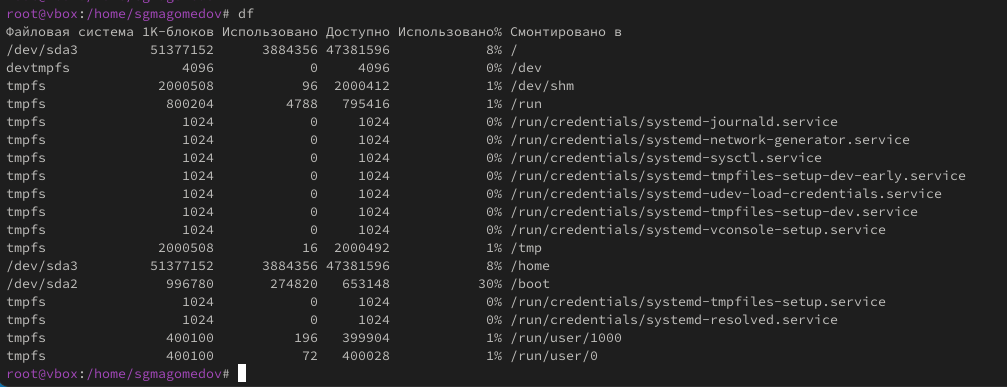 root@vbox:/home/sgmagomedov# df
Файловая система 1K-блоков Использовано Доступно Использовано% Смонтировано в
/dev/sda3 51377152 3884356 47381596 8% /
devtmpfs 4096 0 4096 0% /dev
tmpfs 2000508 96 2000412 1% /dev/shm
tmpfs 800204 4788 795416 1% /run
tmpfs 1024 0 1024 0% /run/credentials/systemd-journald.service
tmpfs 1024 0 1024 0% /run/credentials/systemd-network-generator.service
tmpfs 1024 0 1024 0% /run/credentials/systemd-sysctl.service
tmpfs 1024 0 1024 0% /run/credentials/systemd-tmpfiles-setup-dev-early.service
tmpfs 1024 0 1024 0% /run/credentials/systemd-udev-load-credentials.service
tmpfs 1024 0 1024 0% /run/credentials/systemd-tmpfiles-setup-dev.service
tmpfs 1024 0 1024 0% /run/credentials/systemd-vconsole-setup.service
tmpfs 2000508 16 2000492 1% /tmp
/dev/sda3 51377152 3884356 47381596 8% /home
/dev/sda2 996780 274820 653148 30% /boot
tmpfs 1024 0 1024 0% /run/credentials/systemd-tmpfiles-setup.service
tmpfs 1024 0 1024 0% /run/credentials/systemd-resolved.service
tmpfs 400100 196 399904 1% /run/user/1000
tmpfs 400100 72 400028 1% /run/user/0
root@vbox:/home/sgmagomedov#